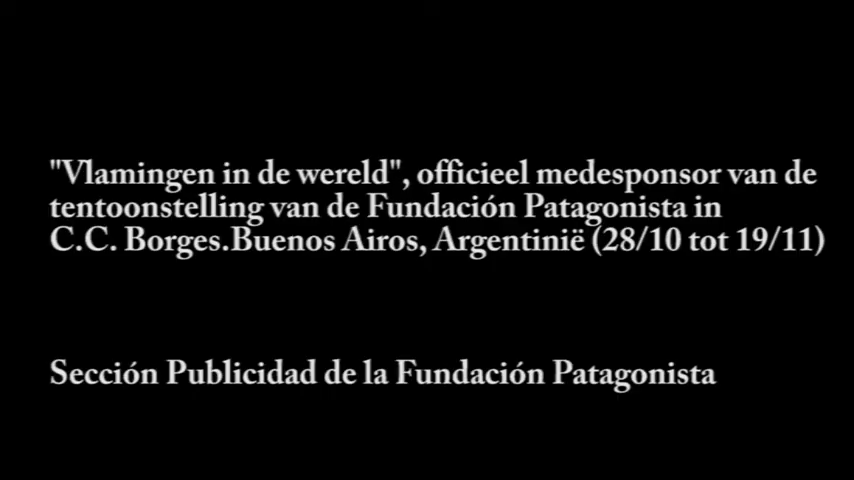 "Vlamingen in de wereld", officieel medesponsor van de
tentoonstelling van de Fundación Patagonista in
C.C. Borges.Buenos Airos, Argentinië (28/10 tot 19/11)
Sección Publicidad de la Fundación Patagonista